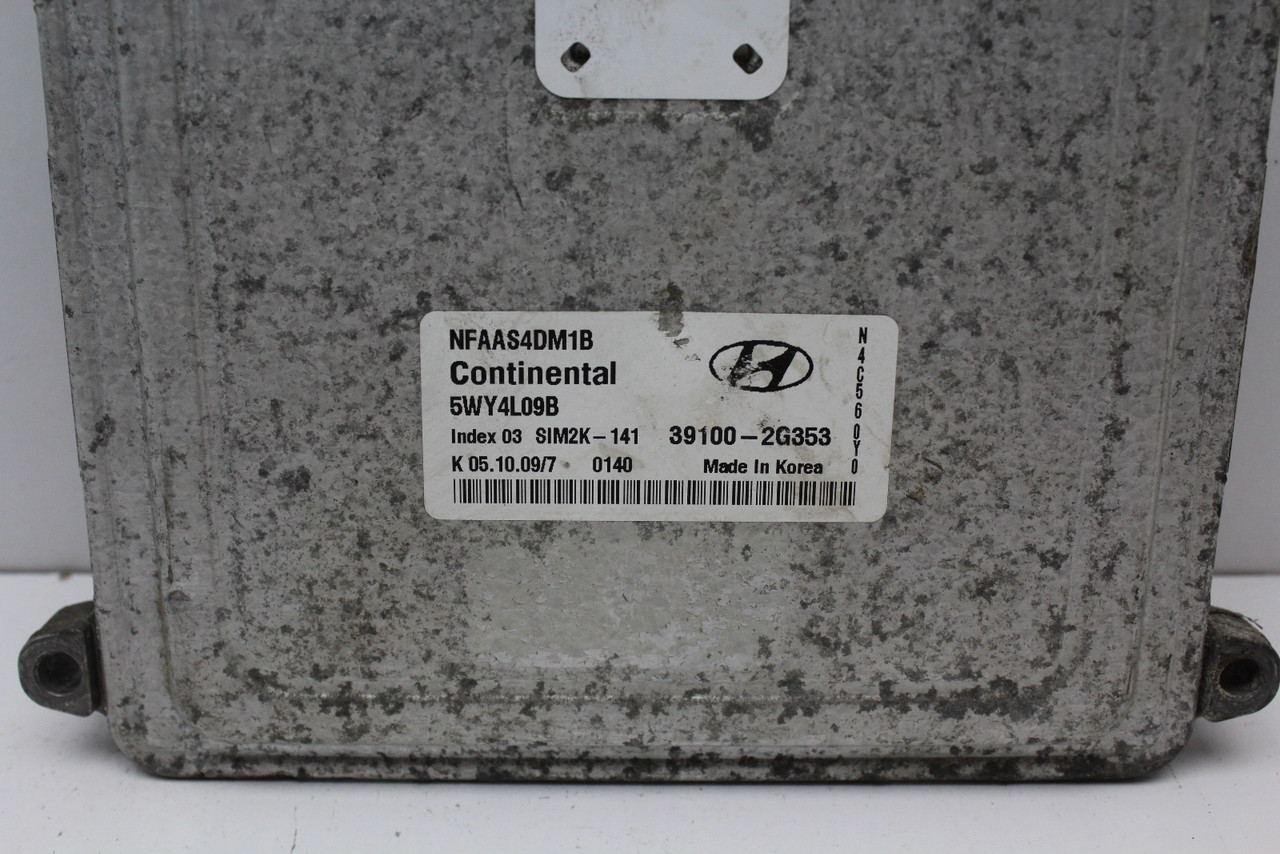 NFAAS4DM1B
Continental
5WY4L09B
Index 03 SIM2K-141 39100-2G353
K 05.10.09/7 0140 Made In Korea
N4C560Y0